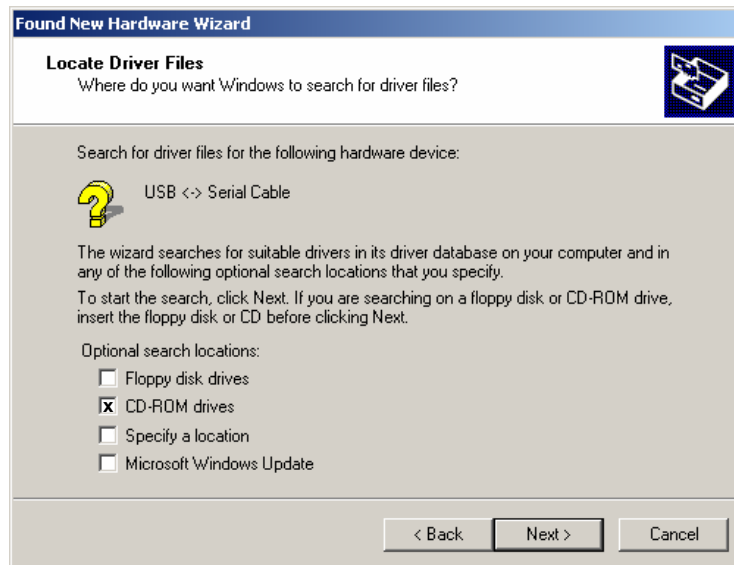 Found New Hardware Wizard
Locate Driver Files
Where do you want Windows to search for driver files?
Search for driver files for the following hardware device:
USB <-> Serial Cable
The wizard searches for suitable drivers in its driver database on your computer and in
any of the following optional search locations that you specify.
To start the search, click Next. If you are searching on a floppy disk or CD-ROM drive,
insert the floppy disk or CD before clicking Next.
Optional search locations:
Floppy disk drives
CD-ROM drives
Specify a location
Microsoft Windows Update
< Back Next > Cancel